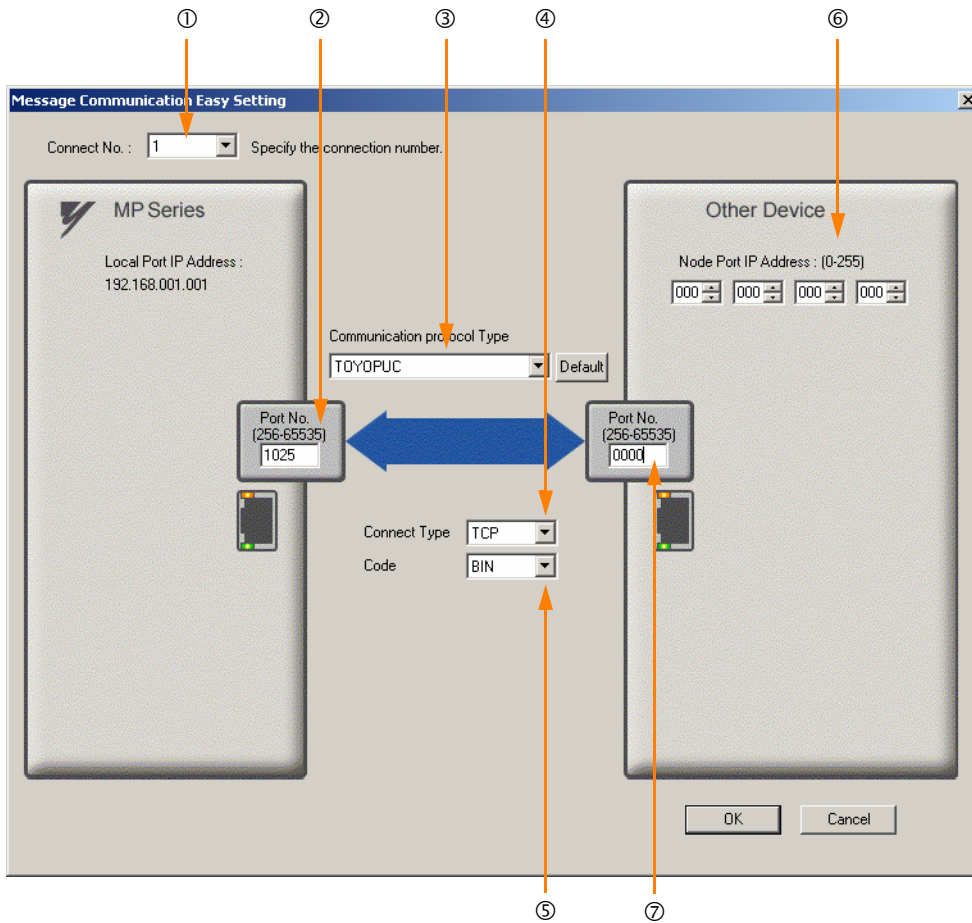 ① ② ③ ④ ⑥
Message Communication Easy Setting
Connect No. : 1 Specify the connection number.
MP Series
Local Port IP Address :
192.168.001.001
Other Device
Node Port IP Address : (0-255)
000 000 000 000
Communication protocol Type
TOYOPUC Default
Port No.
(256-65535)
1025
Port No.
(256-65535)
0000
Connect Type TCP
Code BIN
OK Cancel
⑤ ⑦